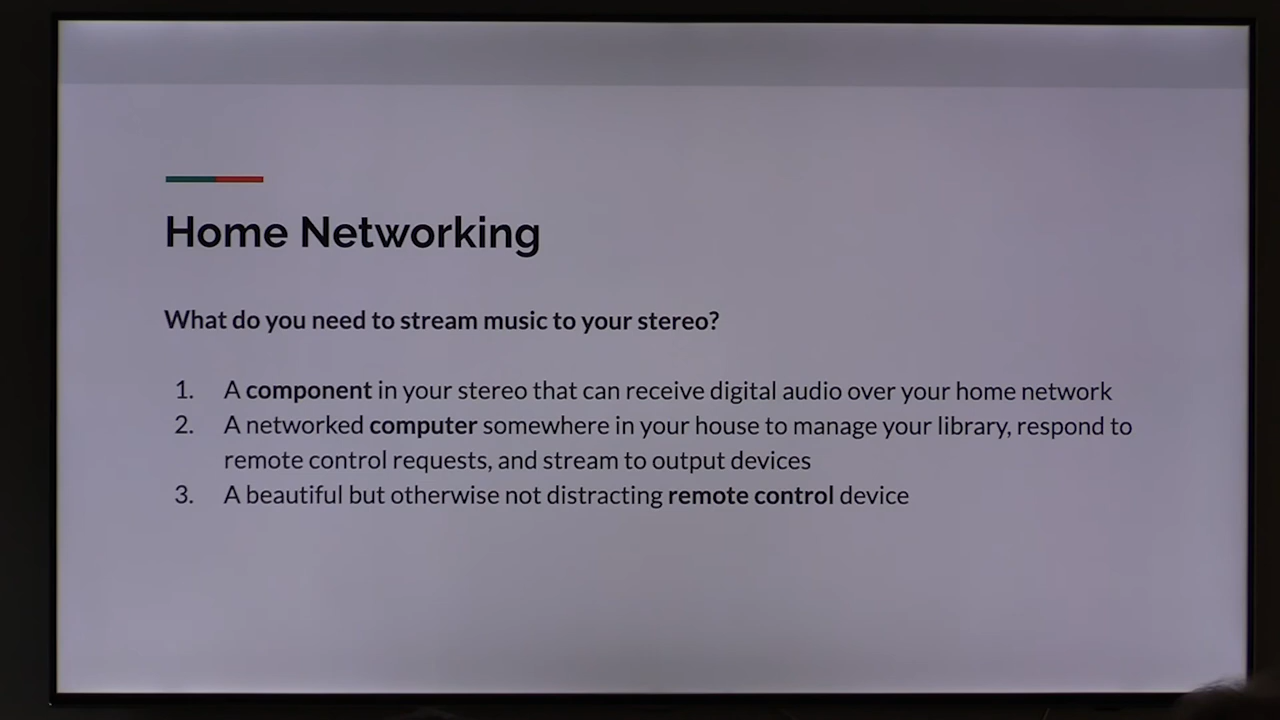 Home Networking
What do you need to stream music to your stereo?
1. A component in your stereo that can receive digital audio over your home network
2. A networked computer somewhere in your house to manage your library, respond to
remote control requests, and stream to output devices
3. A beautiful but otherwise not distracting remote control device